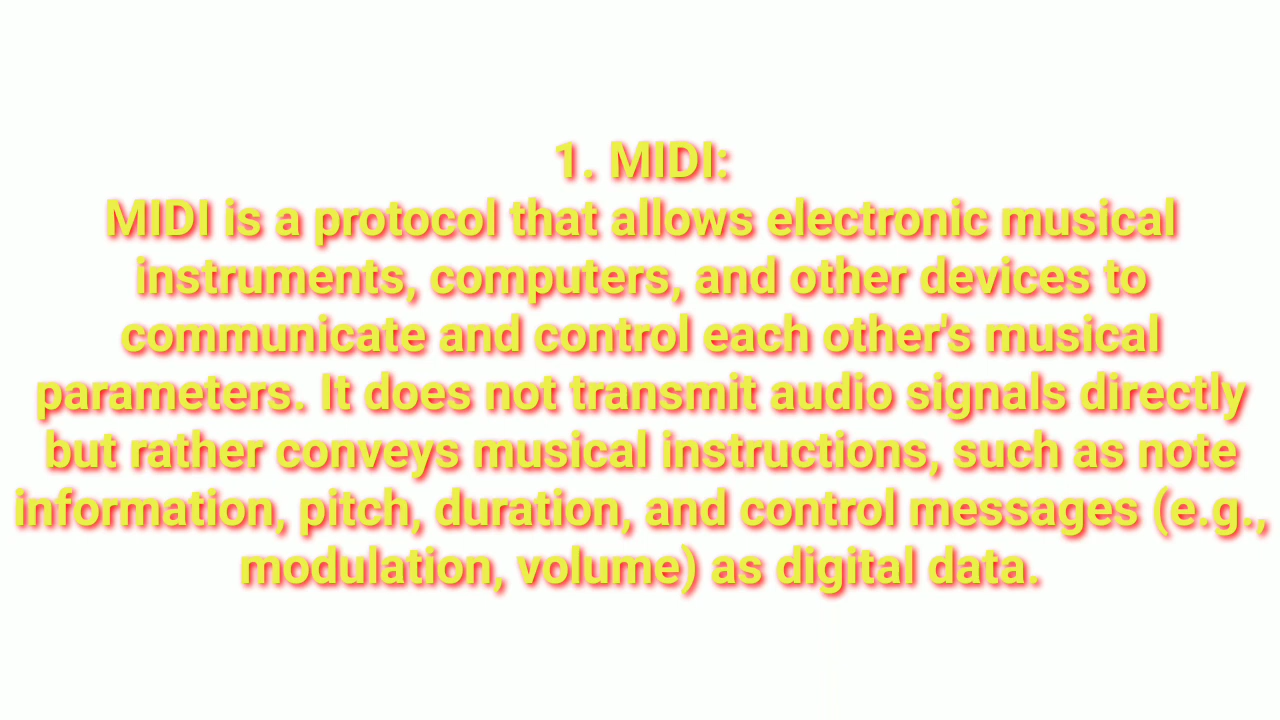 1. MIDI:
MIDI is a protocol that allows electronic musical
instruments, computers, and other devices to
communicate and control each other's musical
parameters. It does not transmit audio signals directly
but rather conveys musical instructions, such as note
information, pitch, duration, and control messages (e.g.,
modulation, volume) as digital data.